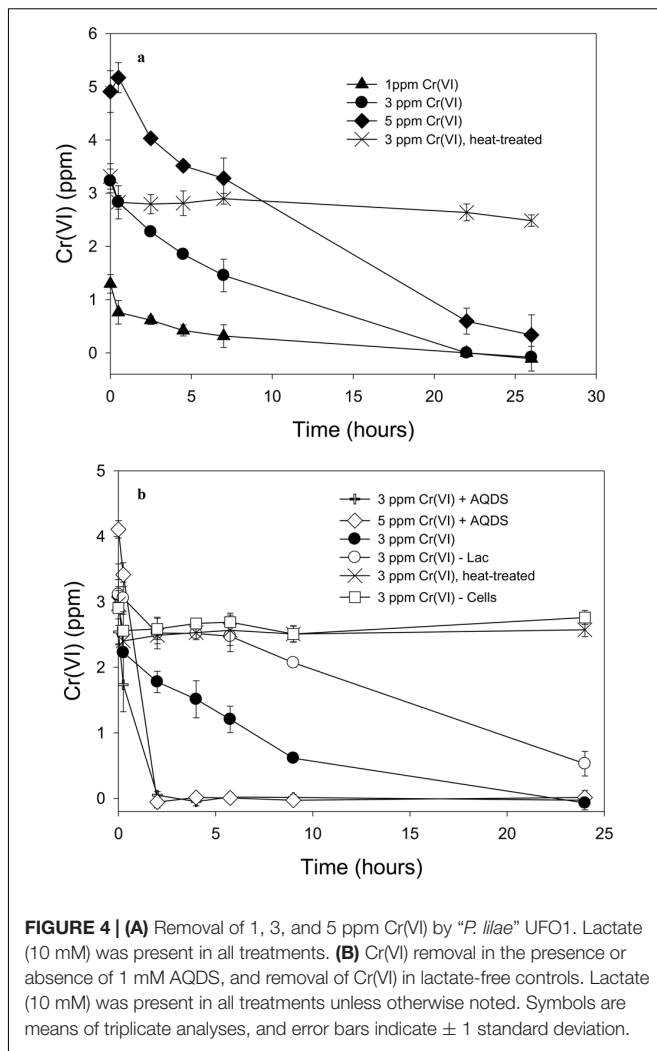 a
1ppm Cr(VI)
3 ppm Cr(VI)
5 ppm Cr(VI)
3 ppm Cr(VI), heat-treated
Cr(VI) (ppm)
6
5
4
3
2
1
0
0 5 10 15 20 25 30
Time (hours)
b
3 ppm Cr(VI) + AQDS
5 ppm Cr(VI) + AQDS
3 ppm Cr(VI)
3 ppm Cr(VI) - Lac
3 ppm Cr(VI), heat-treated
3 ppm Cr(VI) - Cells
Cr(VI) (ppm)
5
4
3
2
1
0
0 5 10 15 20 25
Time (hours)
FIGURE 4 | (A) Removal of 1, 3, and 5 ppm Cr(VI) by “P. lilae” UFO1. Lactate
(10 mM) was present in all treatments. (B) Cr(VI) removal in the presence or
absence of 1 mM AQDS, and removal of Cr(VI) in lactate-free controls. Lactate
(10 mM) was present in all treatments unless otherwise noted. Symbols are
means of triplicate analyses, and error bars indicate ± 1 standard deviation.